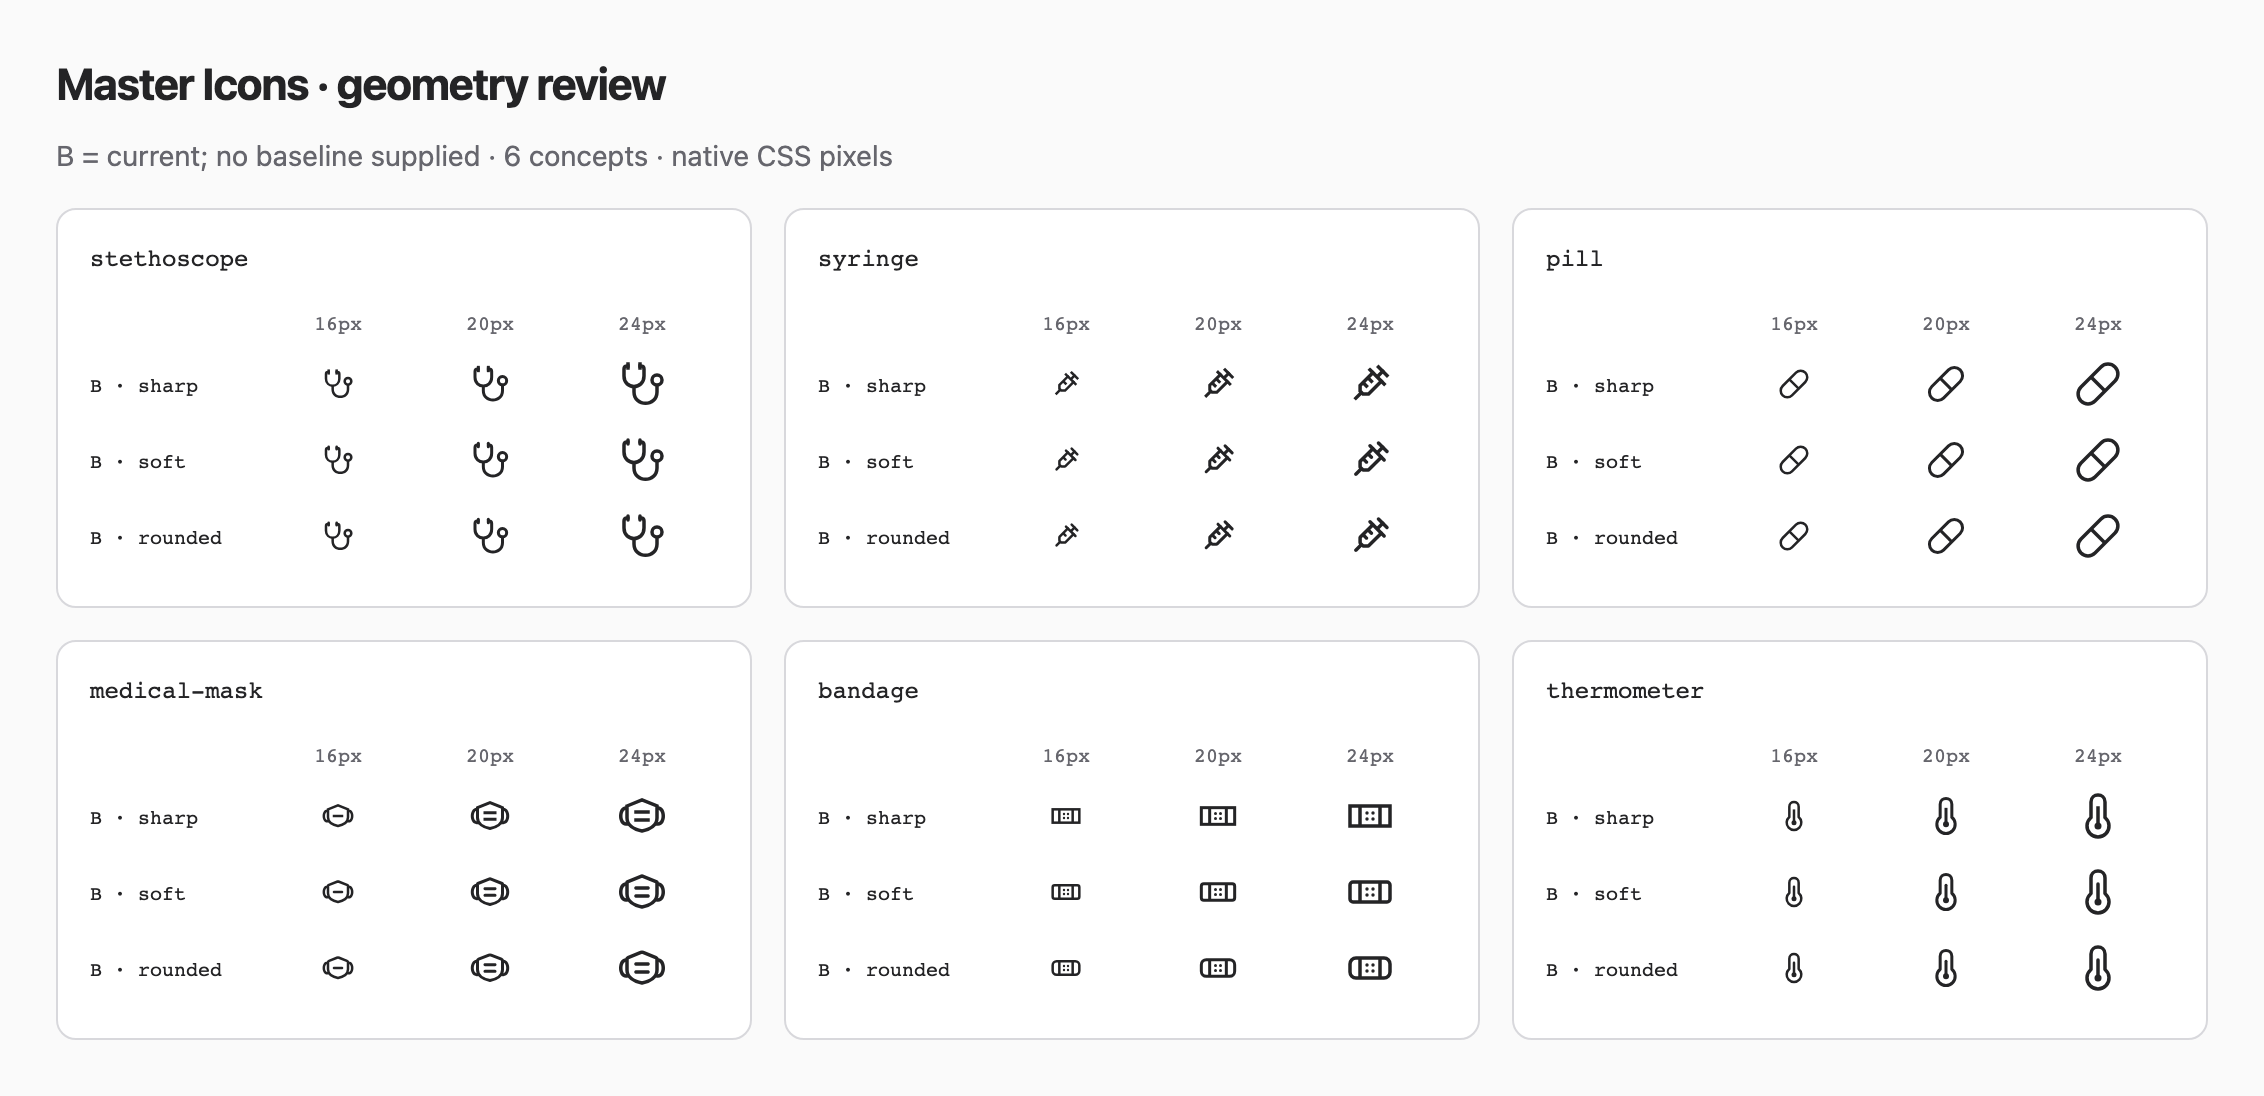 Master Icons · geometry review
B = current; no baseline supplied · 6 concepts · native CSS pixels
stethoscope
16px 20px 24px
B · sharp
B · soft
B · rounded
syringe
16px 20px 24px
B · sharp
B · soft
B · rounded
pill
16px 20px 24px
B · sharp
B · soft
B · rounded
medical-mask
16px 20px 24px
B · sharp
B · soft
B · rounded
bandage
16px 20px 24px
B · sharp
B · soft
B · rounded
thermometer
16px 20px 24px
B · sharp
B · soft
B · rounded